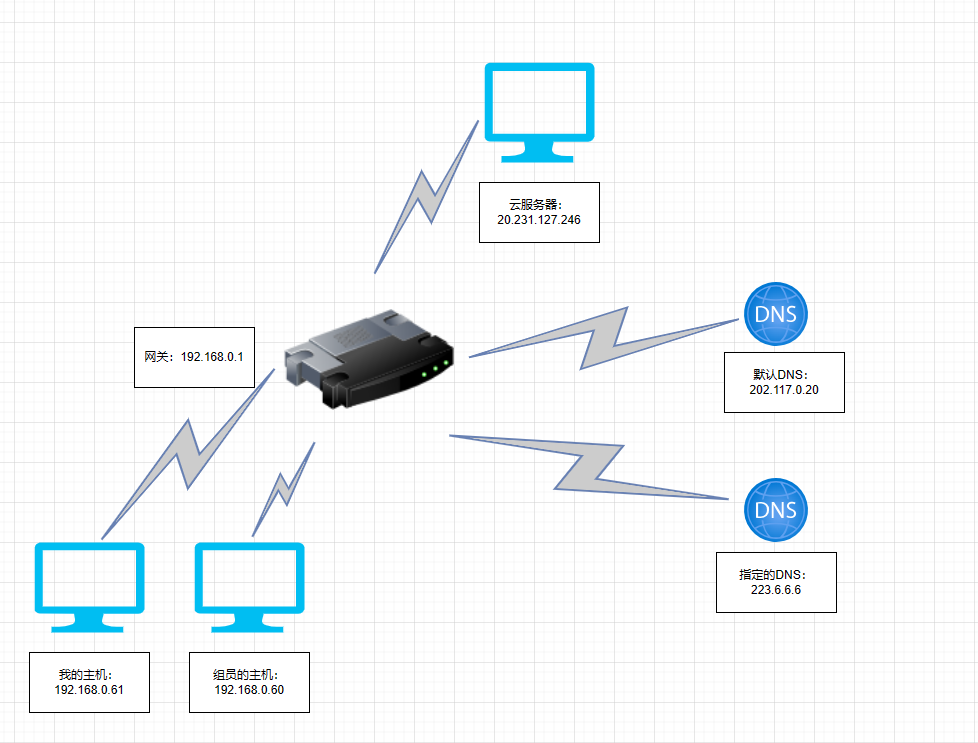 云服务器：
20.231.127.246
DNS
网关：192.168.0.1
默认DNS：
202.117.0.20
DNS
指定的DNS：
223.6.6.6
我的主机：
192.168.0.61
组员的主机：
192.168.0.60